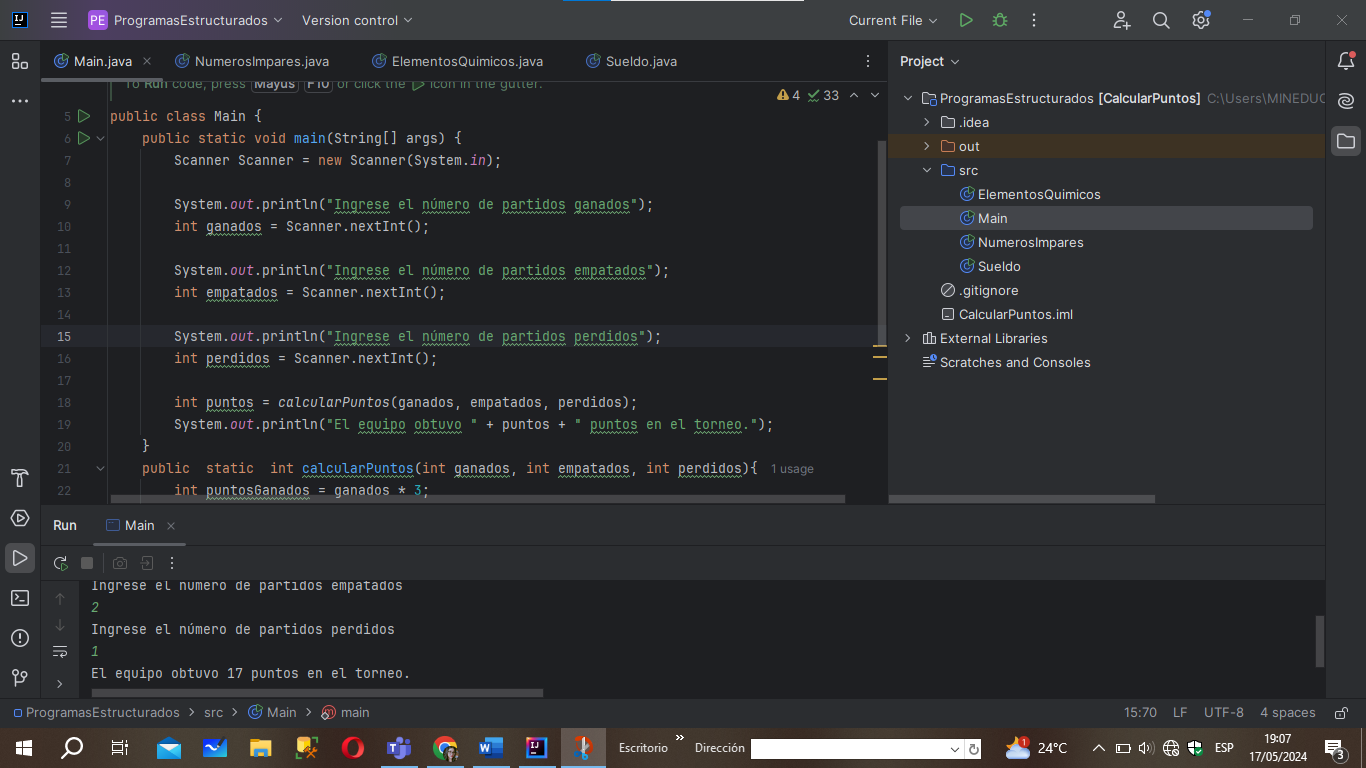 PE ProgramasEstructurados Version control Current File
Main.java NumerosImpares.java ElementosQuimicos.java Sueldo.java
Project
To Run code, press Mayús F10 or click the icon in the gutter.
4 33
5 public class Main {
6 public static void main(String[] args) {
7 Scanner Scanner = new Scanner(System.in);
8
9 System.out.println("Ingrese el número de partidos ganados");
10 int ganados = Scanner.nextInt();
11
12 System.out.println("Ingrese el número de partidos empatados");
13 int empatados = Scanner.nextInt();
14
15 System.out.println("Ingrese el número de partidos perdidos");
16 int perdidos = Scanner.nextInt();
17
18 int puntos = calcularPuntos(ganados, empatados, perdidos);
19 System.out.println("El equipo obtuvo " + puntos + " puntos en el torneo.");
20 }
21 public static int calcularPuntos(int ganados, int empatados, int perdidos){ 1 usage
22 int puntosGanados = ganados * 3;
ProgramasEstructurados [CalcularPuntos] C:\Users\MINEDUC
.idea
out
src
ElementosQuimicos
Main
NumerosImpares
Sueldo
.gitignore
CalcularPuntos.iml
External Libraries
Scratches and Consoles
Run Main
Ingrese el número de partidos empatados
2
Ingrese el número de partidos perdidos
1
El equipo obtuvo 17 puntos en el torneo.
ProgramasEstructurados > src > Main > main 15:70 LF UTF-8 4 spaces
Escritorio » Dirección 1 24°C ESP 19:07
17/05/2024 3